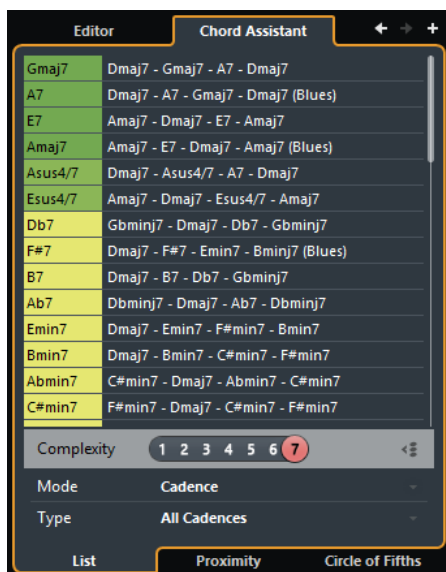 Editor Chord Assistant
Gmaj7 Dmaj7 - Gmaj7 - A7 - Dmaj7
A7 Dmaj7 - A7 - Gmaj7 - Dmaj7 (Blues)
E7 Amaj7 - Dmaj7 - E7 - Amaj7
Amaj7 Amaj7 - E7 - Dmaj7 - Amaj7 (Blues)
Asus4/7 Dmaj7 - Asus4/7 - A7 - Dmaj7
Esus4/7 Amaj7 - Dmaj7 - Esus4/7 - Amaj7
Db7 Gbminj7 - Dmaj7 - Db7 - Gbminj7
F#7 Dmaj7 - F#7 - Emin7 - Bminj7 (Blues)
B7 Dmaj7 - B7 - Db7 - Gbminj7
Ab7 Dbminj7 - Dmaj7 - Ab7 - Dbminj7
Emin7 Dmaj7 - Emin7 - F#min7 - Bmin7
Bmin7 Dmaj7 - Bmin7 - C#min7 - F#min7
Abmin7 C#min7 - Dmaj7 - Abmin7 - C#min7
C#min7 F#min7 - Dmaj7 - C#min7 - F#min7
Complexity 1 2 3 4 5 6 7
Mode Cadence
Type All Cadences
List Proximity Circle of Fifths